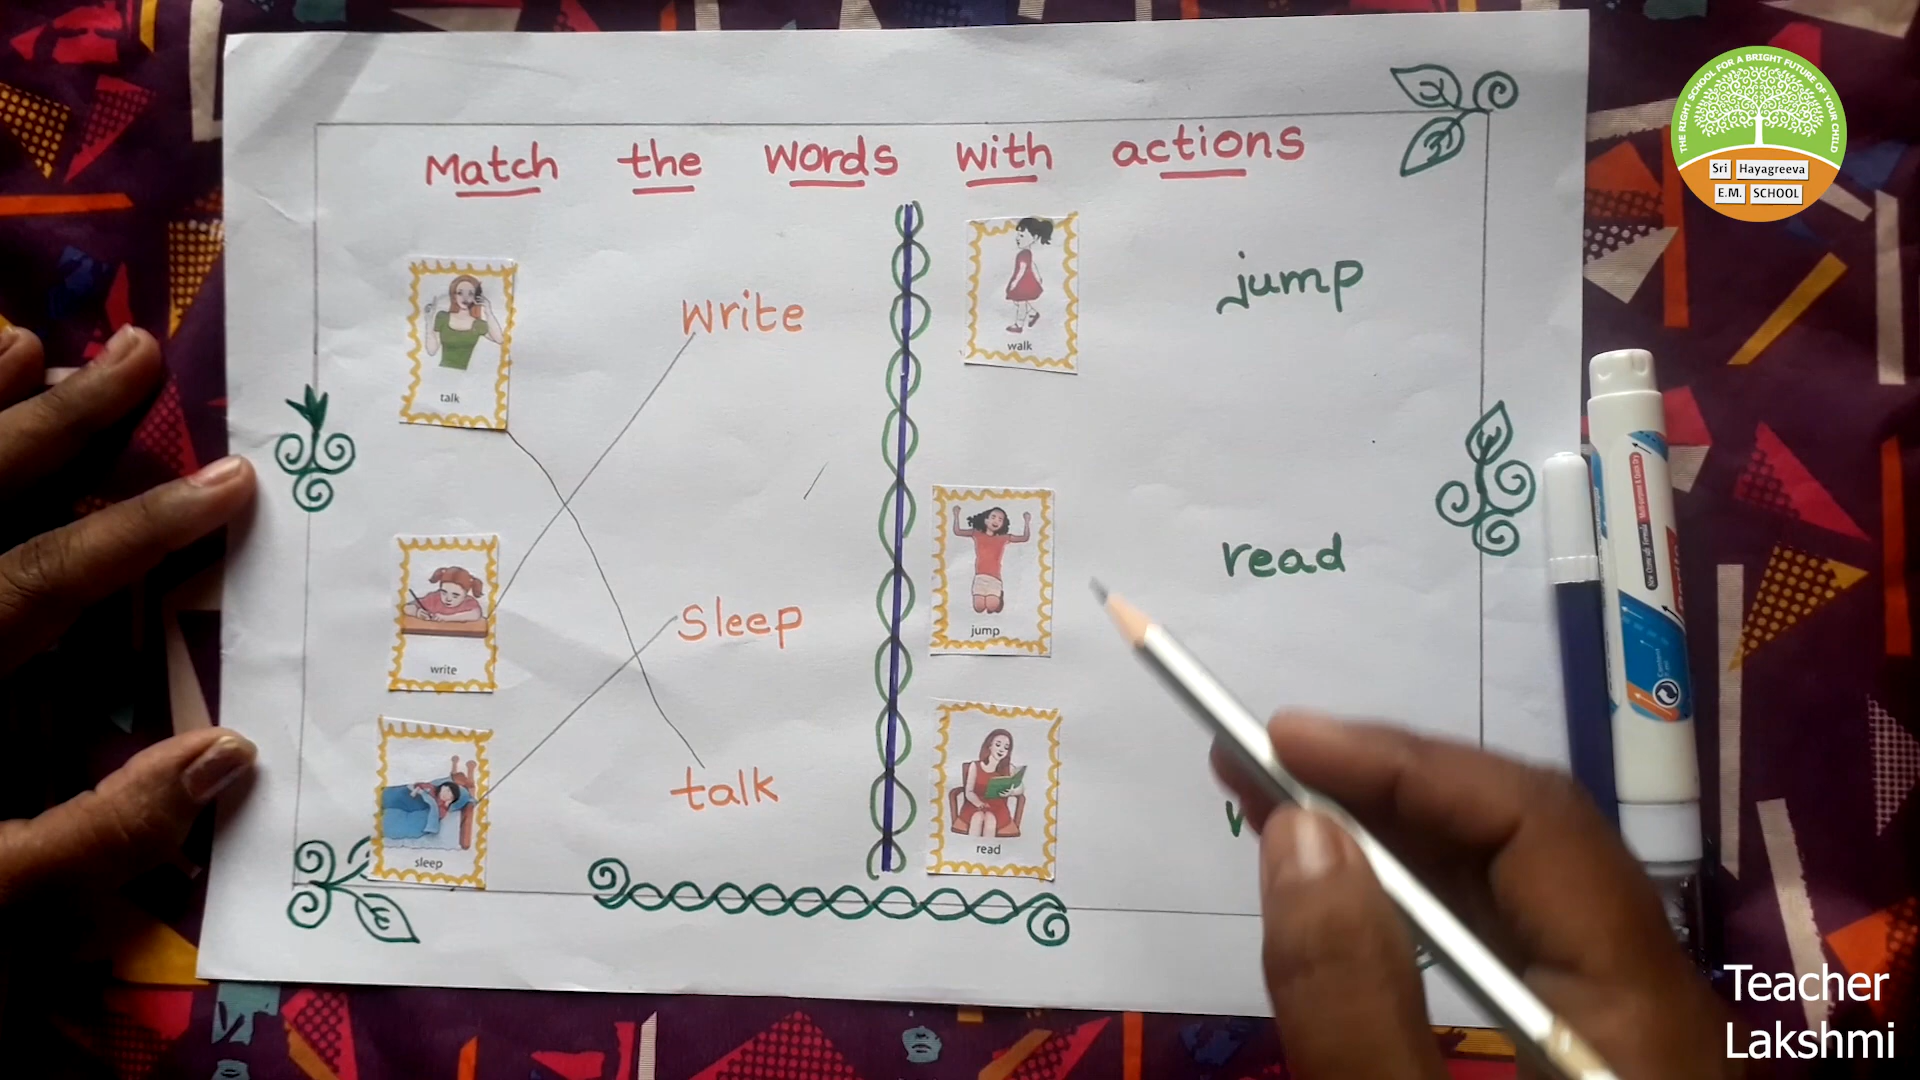 Match the words with actions
talk
write
write
sleep
sleep
talk
walk
jump
jump
read
read
THE RIGHT SCHOOL FOR A BRIGHT FUTURE OF YOUR CHILD
Sri Hayagreeva
E.M. SCHOOL
Teacher
Lakshmi